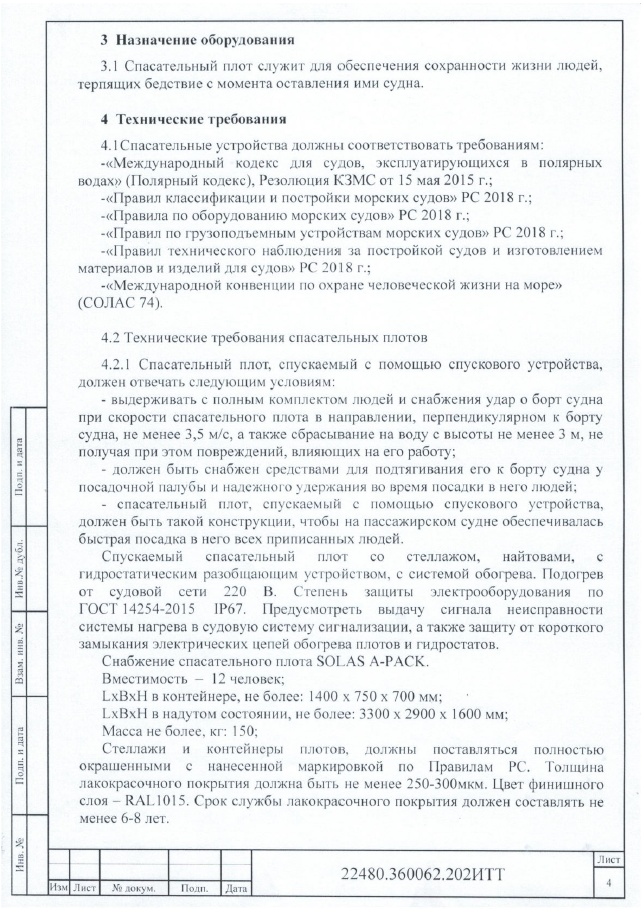 3 Назначение оборудования
3.1 Спасательный плот служит для обеспечения сохранности жизни людей,
терпящих бедствие с момента оставления ими судна.
4 Технические требования
4.1Спасательные устройства должны соответствовать требованиям:
-«Международный кодекс для судов, эксплуатирующихся в полярных
водах» (Полярный кодекс), Резолюция КЗМС от 15 мая 2015 г.;
-«Правил классификации и постройки морских судов» РС 2018 г.;
-«Правила по оборудованию морских судов» РС 2018 г.;
-«Правил по грузоподъемным устройствам морских судов» РС 2018 г.;
-«Правил технического наблюдения за постройкой судов и изготовлением
материалов и изделий для судов» РС 2018 г.;
-«Международной конвенции по охране человеческой жизни на море»
(СОЛАС 74).
4.2 Технические требования спасательных плотов
4.2.1 Спасательный плот, спускаемый с помощью спускового устройства,
должен отвечать следующим условиям:
- выдерживать с полным комплектом людей и снабжения удар о борт судна
при скорости спасательного плота в направлении, перпендикулярном к борту
судна, не менее 3,5 м/с, а также сбрасывание на воду с высоты не менее 3 м, не
получая при этом повреждений, влияющих на его работу;
- должен быть снабжен средствами для подтягивания его к борту судна у
посадочной палубы и надежного удержания во время посадки в него людей;
- спасательный плот, спускаемый с помощью спускового устройства,
должен быть такой конструкции, чтобы на пассажирском судне обеспечивалась
быстрая посадка в него всех приписанных людей.
Спускаемый спасательный плот со стеллажом, найтовами, с
гидростатическим разобщающим устройством, с системой обогрева. Подогрев
от судовой сети 220 В. Степень защиты электрооборудования по
ГОСТ 14254-2015 IP67. Предусмотреть выдачу сигнала неисправности
системы нагрева в судовую систему сигнализации, а также защиту от короткого
замыкания электрических цепей обогрева плотов и гидростатов.
Снабжение спасательного плота SOLAS A-PACK.
Вместимость – 12 человек;
LxBxH в контейнере, не более: 1400 x 750 x 700 мм;
LxBxH в надутом состоянии, не более: 3300 x 2900 x 1600 мм;
Масса не более, кг: 150;
Стеллажи и контейнеры плотов, должны поставляться полностью
окрашенными с нанесенной маркировкой по Правилам РС. Толщина
лакокрасочного покрытия должна быть не менее 250-300мкм. Цвет финишного
слоя – RAL1015. Срок службы лакокрасочного покрытия должен составлять не
менее 6-8 лет.
Подп. и дата
Инв.№ дубл.
Взам. инв. №
Подп. и дата
Инв. №
Изм Лист № докум. Подп. Дата
22480.360062.202ИТТ
Лист
4